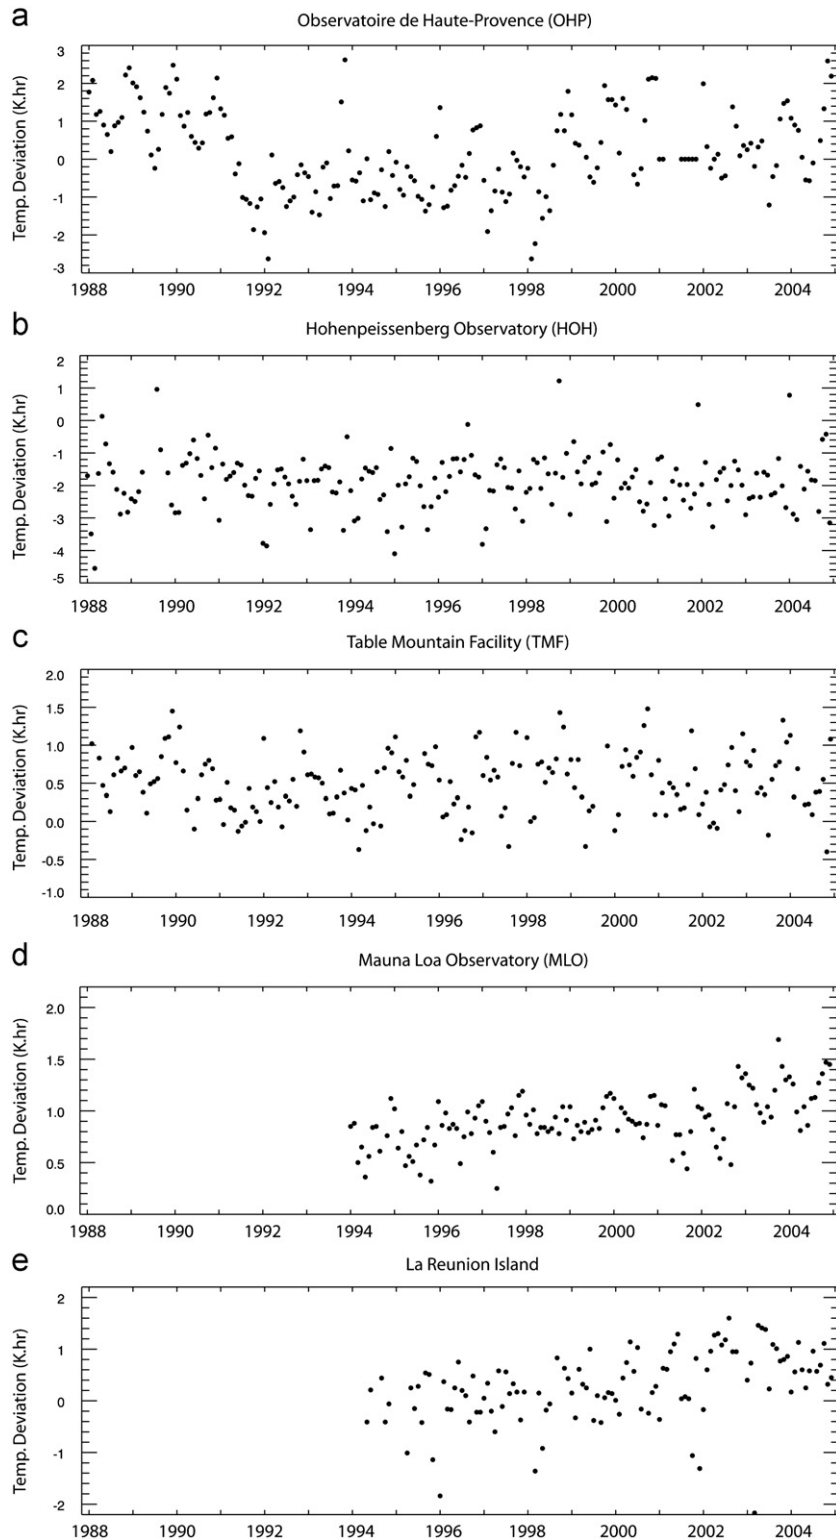 a
Observatoire de Haute-Provence (OHP)
Temp. Deviation (K.hr)
3
2
1
0
-1
-2
-3
1988 1990 1992 1994 1996 1998 2000 2002 2004
b
Hohenpeissenberg Observatory (HOH)
Temp. Deviation (K.hr)
2
1
0
-1
-2
-3
-4
-5
1988 1990 1992 1994 1996 1998 2000 2002 2004
c
Table Mountain Facility (TMF)
Temp. Deviation (K.hr)
2.0
1.5
1.0
0.5
0.0
-0.5
-1.0
1988 1990 1992 1994 1996 1998 2000 2002 2004
d
Mauna Loa Observatory (MLO)
Temp. Deviation (K.hr)
2.0
1.5
1.0
0.5
0.0
1988 1990 1992 1994 1996 1998 2000 2002 2004
e
La Reunion Island
Temp. Deviation (K.hr)
2
1
0
-1
-2
1988 1990 1992 1994 1996 1998 2000 2002 2004